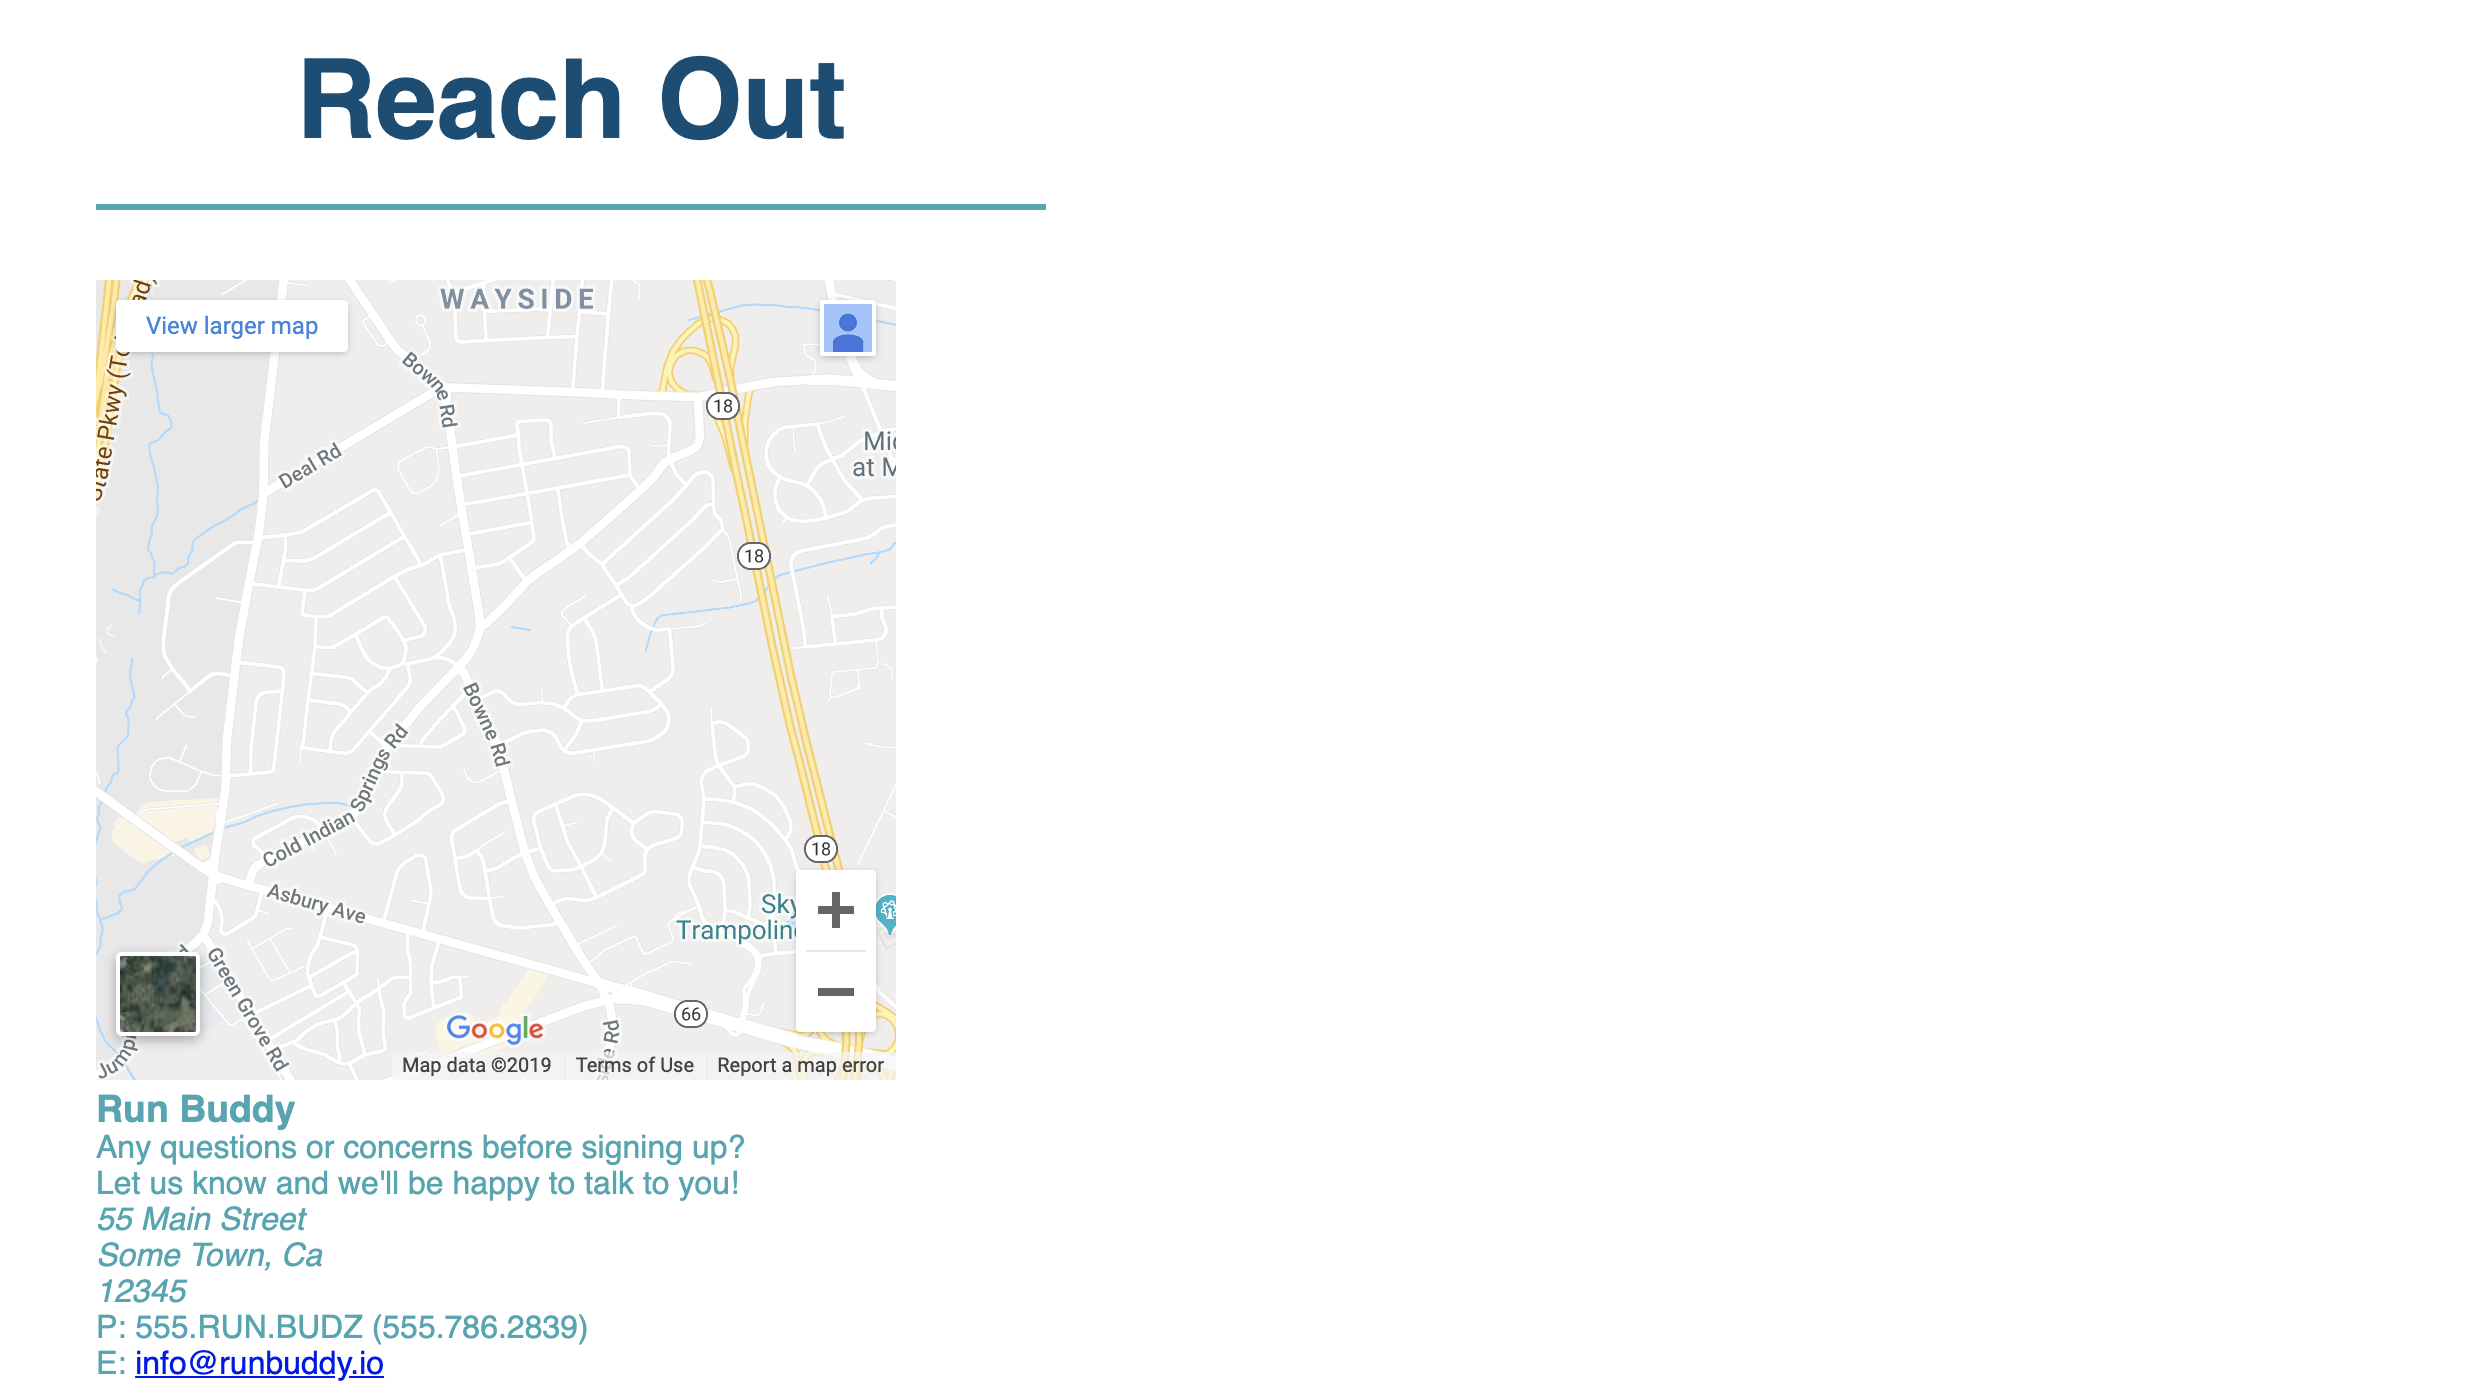 Reach Out
View larger map
WAYSIDE
Bowne Rd
18
State Pkwy
Deal Rd
at
18
Bowne Rd
Cold Indian Springs Rd
18
Asbury Ave
Sky
Green Grove Rd
66
Google
Map data ©2019 Terms of Use Report a map error
Run Buddy
Any questions or concerns before signing up?
Let us know and we'll be happy to talk to you!
55 Main Street
Some Town, Ca
12345
P: 555.RUN.BUDZ (555.786.2839)
E: info@runbuddy.io